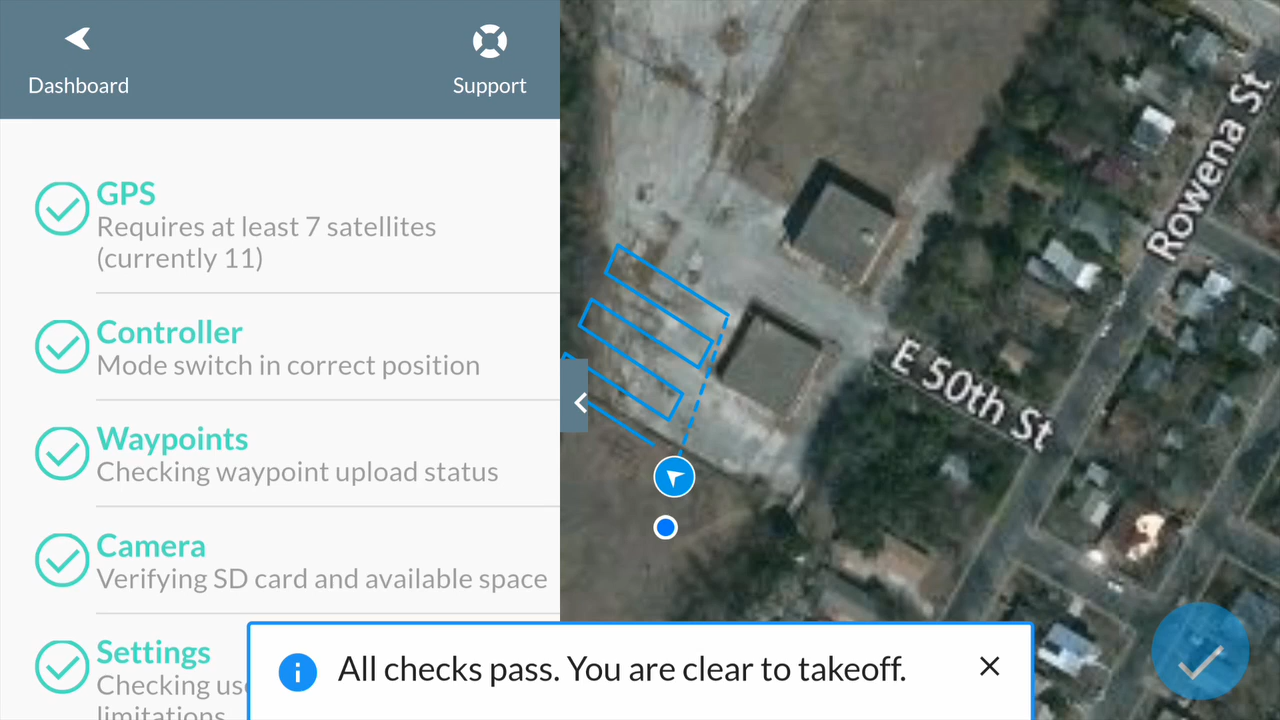 Dashboard
Support
GPS
Requires at least 7 satellites
(currently 11)
Controller
Mode switch in correct position
Waypoints
Checking waypoint upload status
Camera
Verifying SD card and available space
Settings
Checking
limitations
All checks pass. You are clear to takeoff.
Rowena St
E 50th St